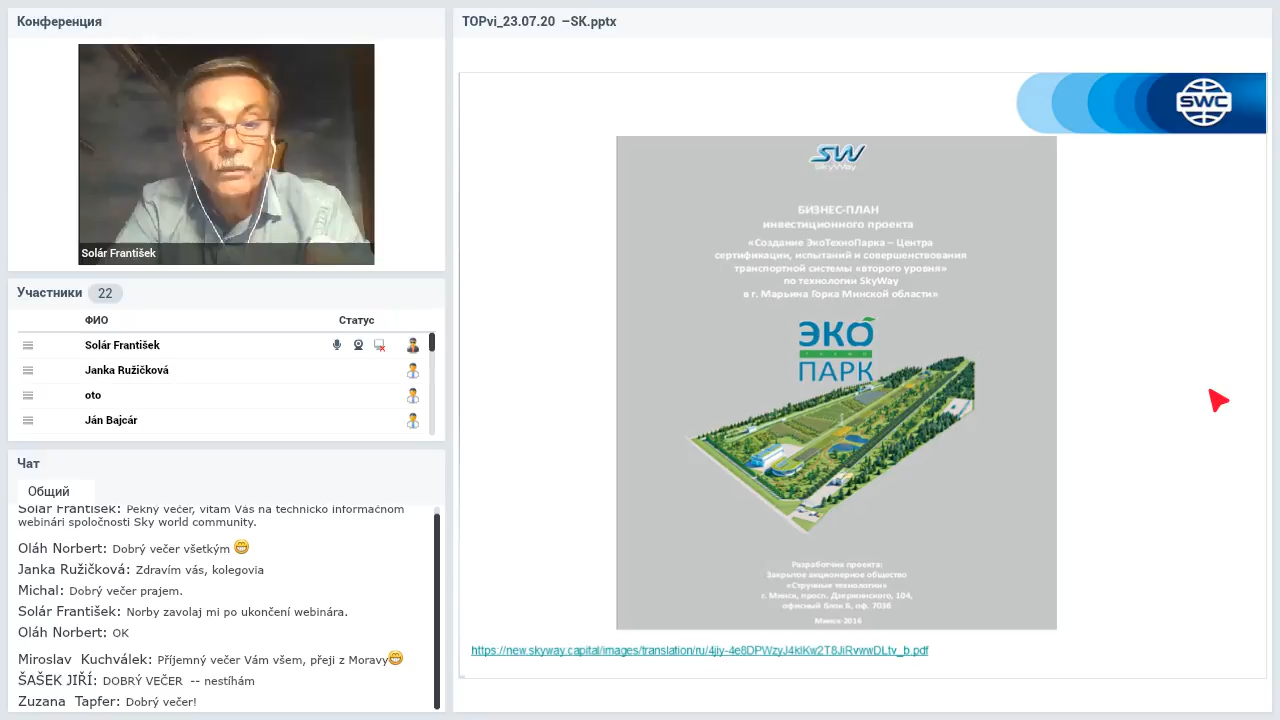 Конференция
Solár František
Участники 22
ФИО Статус
Solár František
Janka Ružičková
oto
Ján Bajcár
Чат
Общий
Solár František: Pekný večer, vitam Vás na technicko informačnom
webinári spoločnosti Sky world community.
Oláh Norbert: Dobrý večer všetkým
Janka Ružičková: Zdravím vás, kolegovia
Michal: Dobry večer prajem.
Solár František: Norby zavolaj mi po ukončení webinára.
Oláh Norbert: OK
Miroslav Kuchválek: Příjemný večer Vám všem, přeji z Moravy
ŠAŠEK JIŘÍ: DOBRÝ VEČER -- nestíhám
Zuzana Tapfer: Dobrý večer!
TOPvi_23.07.20 –SK.pptx
SWC
SW
SkyWay
БИЗНЕС-ПЛАН
инвестиционного проекта
«Создание ЭкоТехноПарка – Центра
сертификации, испытаний и совершенствования
транспортной системы «второго уровня»
по технологии SkyWay
в г. Марьина Горка Минской области»
ЭКО
ТЕХНО
ПАРК
Разработчик проекта:
Закрытое акционерное общество
«Струнные технологии»
г. Минск, просп. Дзержинского, 104,
офисный блок Б, оф. 703в
Минск-2016
https://new.skyway.capital/images/translation/ru/4jiy-4e8DPWzyJ4klKw2T8JiRvwwDLtv_b.pdf